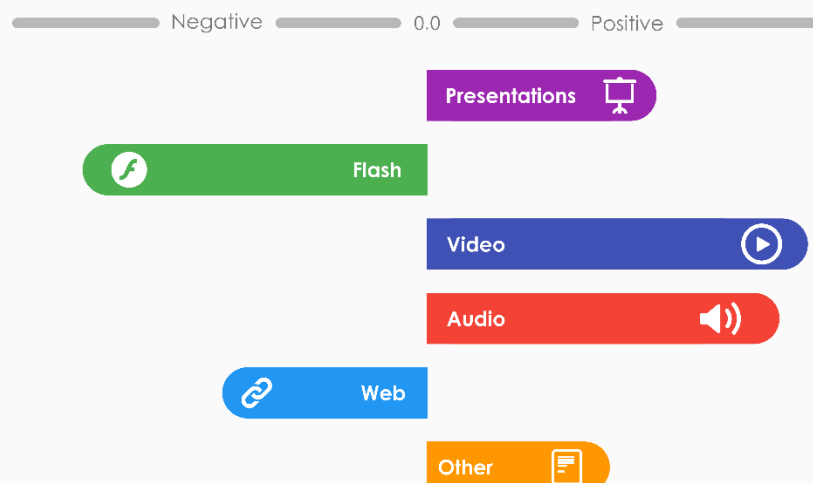 Negative 0.0 Positive
Presentations
Flash
Video
Audio
Web
Other